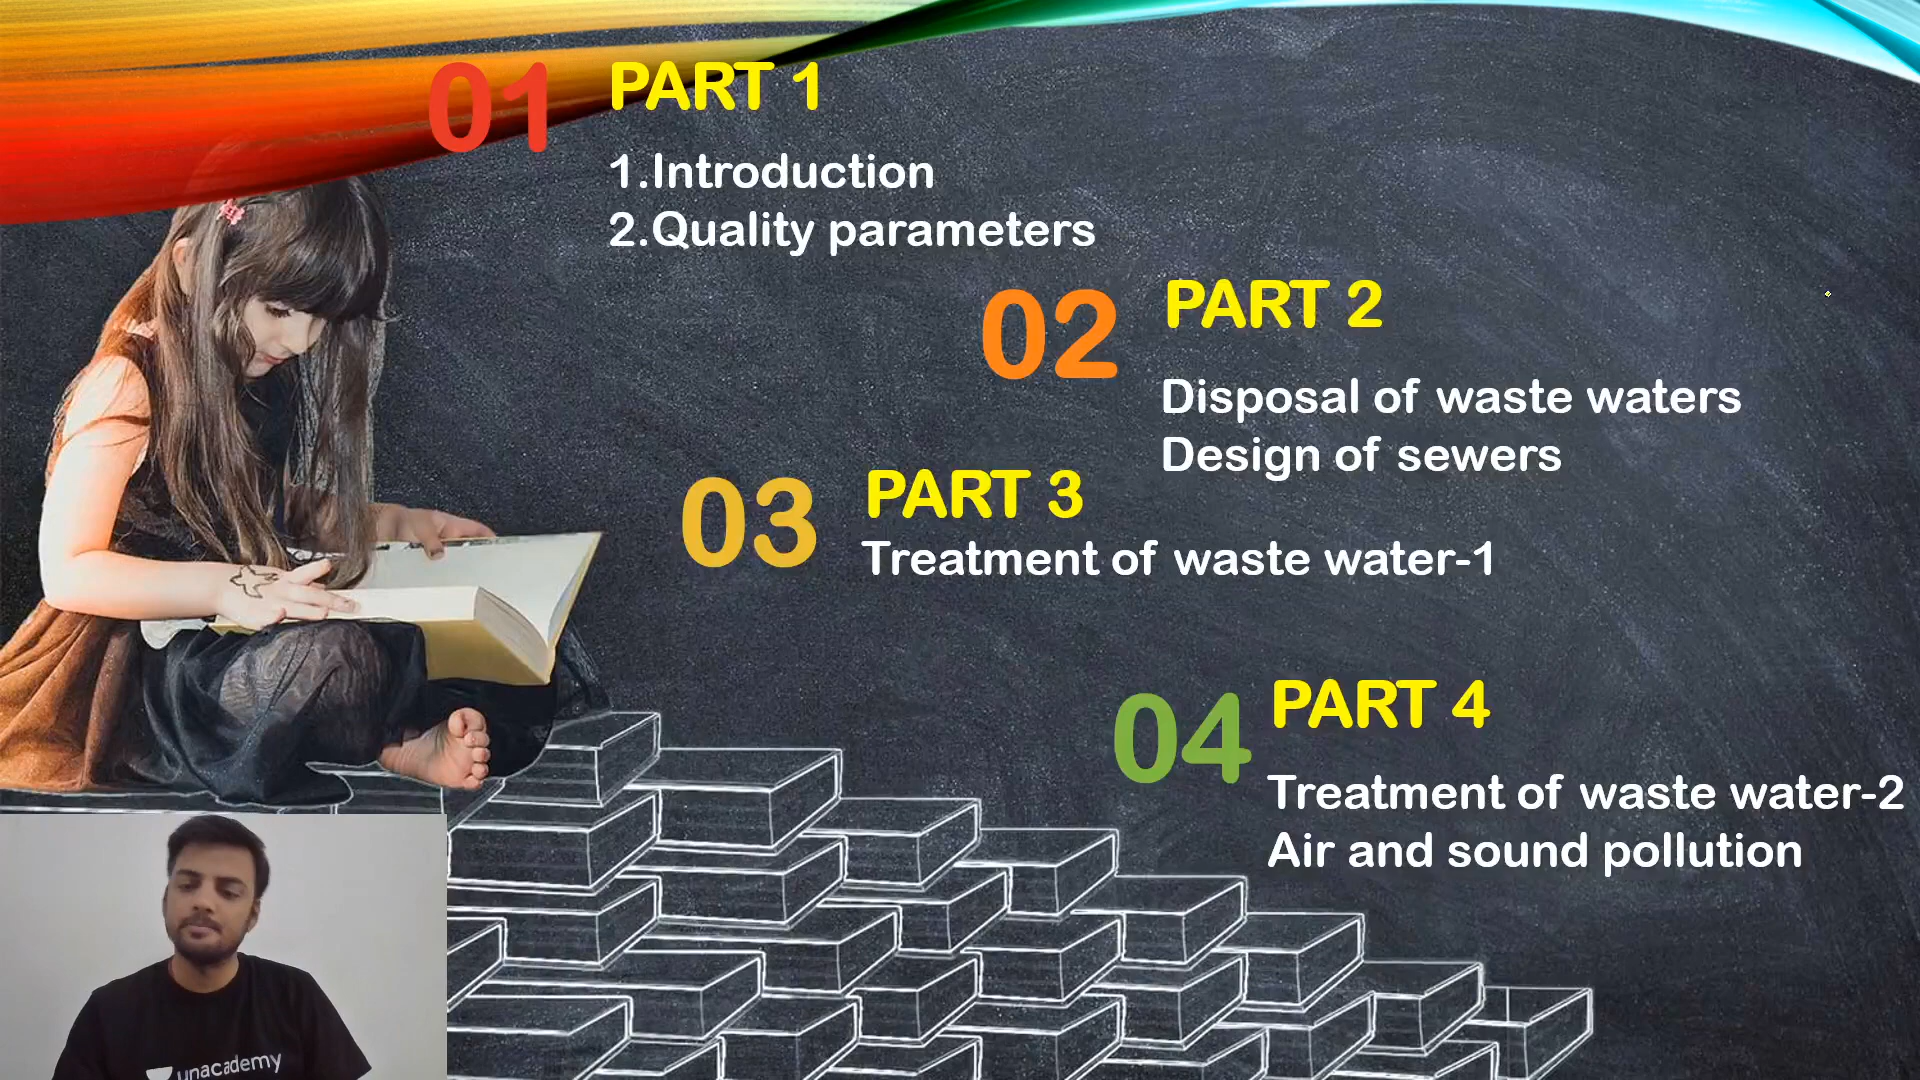 01
PART 1
1.Introduction
2.Quality parameters
02
PART 2
Disposal of waste waters
Design of sewers
03
PART 3
Treatment of waste water-1
04
PART 4
Treatment of waste water-2
Air and sound pollution
unacademy